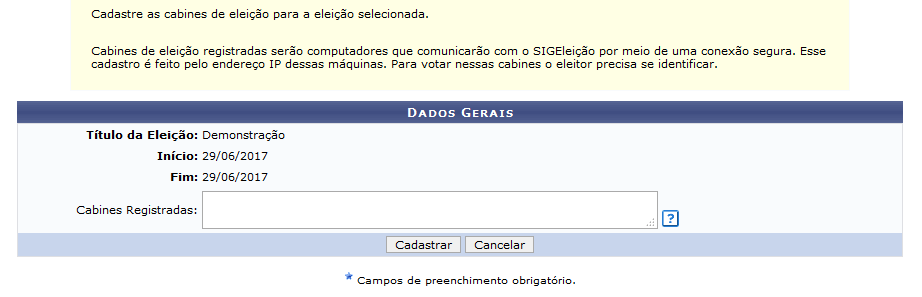 Cadastre as cabines de eleição para a eleição selecionada.
Cabines de eleição registradas serão computadores que comunicarão com o SIGEleição por meio de uma conexão segura. Esse
cadastro é feito pelo endereço IP dessas máquinas. Para votar nessas cabines o eleitor precisa se identificar.
Dados Gerais
Título da Eleição: Demonstração
Início: 29/06/2017
Fim: 29/06/2017
Cabines Registradas: ?
Cadastrar Cancelar
Campos de preenchimento obrigatório.